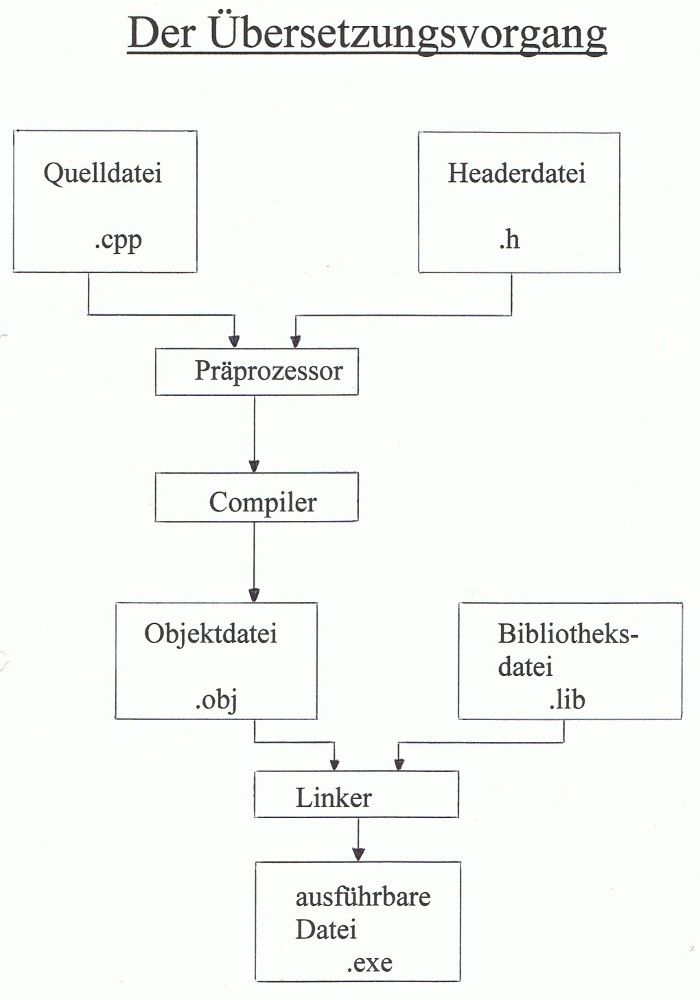 Der Übersetzungsvorgang
Quelldatei
.cpp
Headerdatei
.h
Präprozessor
Compiler
Objektdatei
.obj
Bibliotheks-
datei
.lib
Linker
ausführbare
Datei
.exe